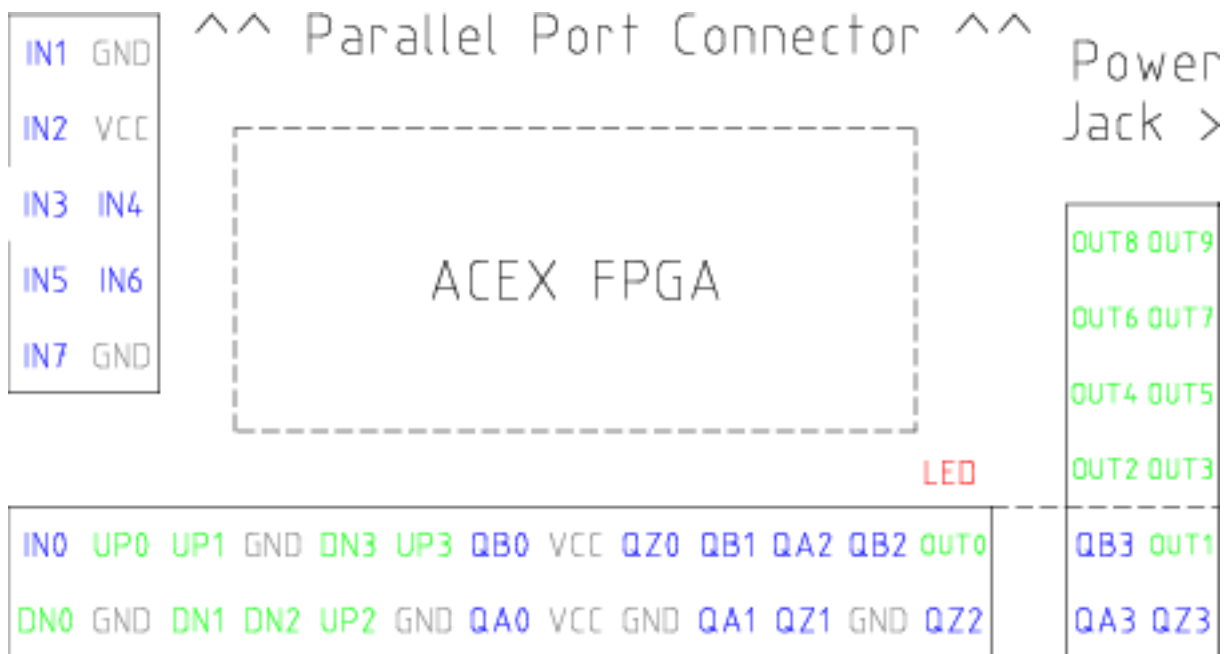 ^^ Parallel Port Connector ^^
Power
Jack >
IN1 GND
IN2 VCC
IN3 IN4
IN5 IN6
IN7 GND
ACEX FPGA
LED
OUT8 OUT9
OUT6 OUT7
OUT4 OUT5
OUT2 OUT3
IN0 UP0 UP1 GND DN3 UP3 QB0 VCC QZ0 QB1 QA2 QB2 OUT0
DN0 GND DN1 DN2 UP2 GND QA0 VCC GND QA1 QZ1 GND QZ2
QB3 OUT1
QA3 QZ3